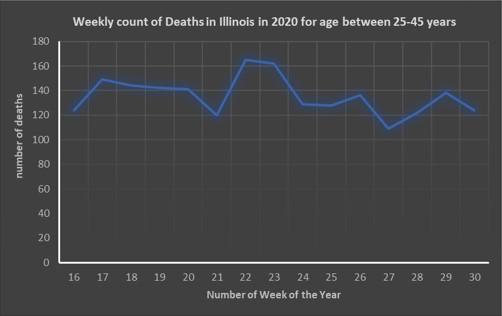 Weekly count of Deaths in Illinois in 2020 for age between 25-45 years
180
160
140
120
100
80
60
40
20
0
number of deaths
16 17 18 19 20 21 22 23 24 25 26 27 28 29 30
Number of Week of the Year